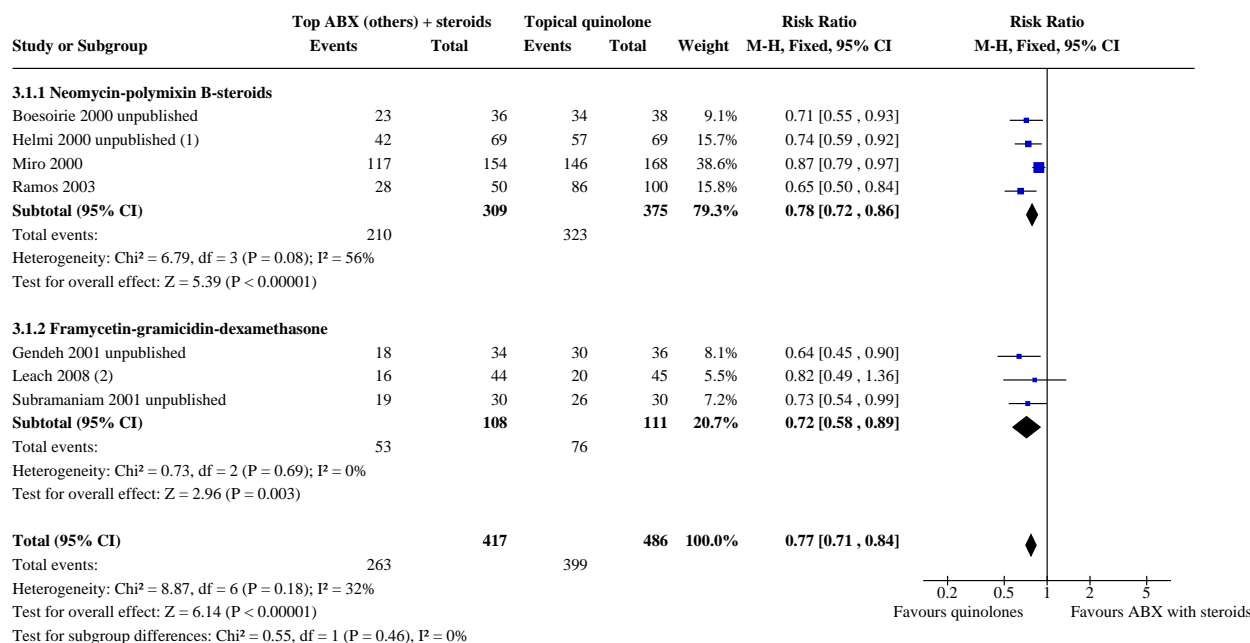 Top ABX (others) + steroids Topical quinolone Risk Ratio Risk Ratio
Study or Subgroup Events Total Events Total Weight M-H, Fixed, 95% CI M-H, Fixed, 95% CI
3.1.1 Neomycin-polymixin B-steroids
Boesoirie 2000 unpublished 23 36 34 38 9.1% 0.71 [0.55 , 0.93]
Helmi 2000 unpublished (1) 42 69 57 69 15.7% 0.74 [0.59 , 0.92]
Miro 2000 117 154 146 168 38.6% 0.87 [0.79 , 0.97]
Ramos 2003 28 50 86 100 15.8% 0.65 [0.50 , 0.84]
Subtotal (95% CI) 309 375 79.3% 0.78 [0.72 , 0.86]
Total events: 210 323
Heterogeneity: Chi² = 6.79, df = 3 (P = 0.08); I² = 56%
Test for overall effect: Z = 5.39 (P < 0.00001)
3.1.2 Framycetin-gramicidin-dexamethasone
Gendeh 2001 unpublished 18 34 30 36 8.1% 0.64 [0.45 , 0.90]
Leach 2008 (2) 16 44 20 45 5.5% 0.82 [0.49 , 1.36]
Subramaniam 2001 unpublished 19 30 26 30 7.2% 0.73 [0.54 , 0.99]
Subtotal (95% CI) 108 111 20.7% 0.72 [0.58 , 0.89]
Total events: 53 76
Heterogeneity: Chi² = 0.73, df = 2 (P = 0.69); I² = 0%
Test for overall effect: Z = 2.96 (P = 0.003)
Total (95% CI) 417 486 100.0% 0.77 [0.71 , 0.84]
Total events: 263 399
Heterogeneity: Chi² = 8.87, df = 6 (P = 0.18); I² = 32%
0.2 0.5 1 2 5
Test for overall effect: Z = 6.14 (P < 0.00001)
Favours quinolones Favours ABX with steroids
Test for subgroup differences: Chi² = 0.55, df = 1 (P = 0.46), I² = 0%